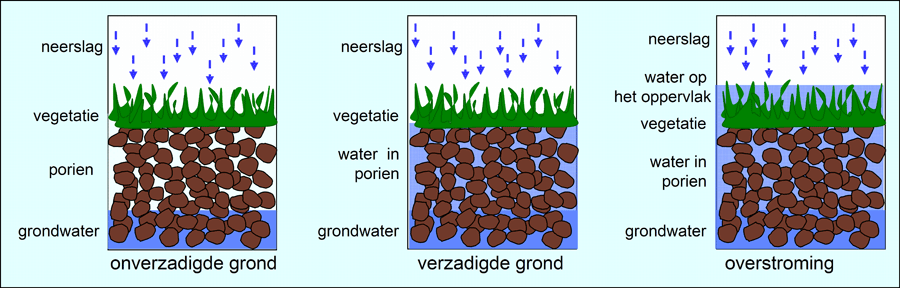 neerslag
vegetatie
porien
grondwater
onverzadigde grond
neerslag
vegetatie
water in
porien
grondwater
verzadigde grond
neerslag
water op
het oppervlak
vegetatie
water in
porien
grondwater
overstroming